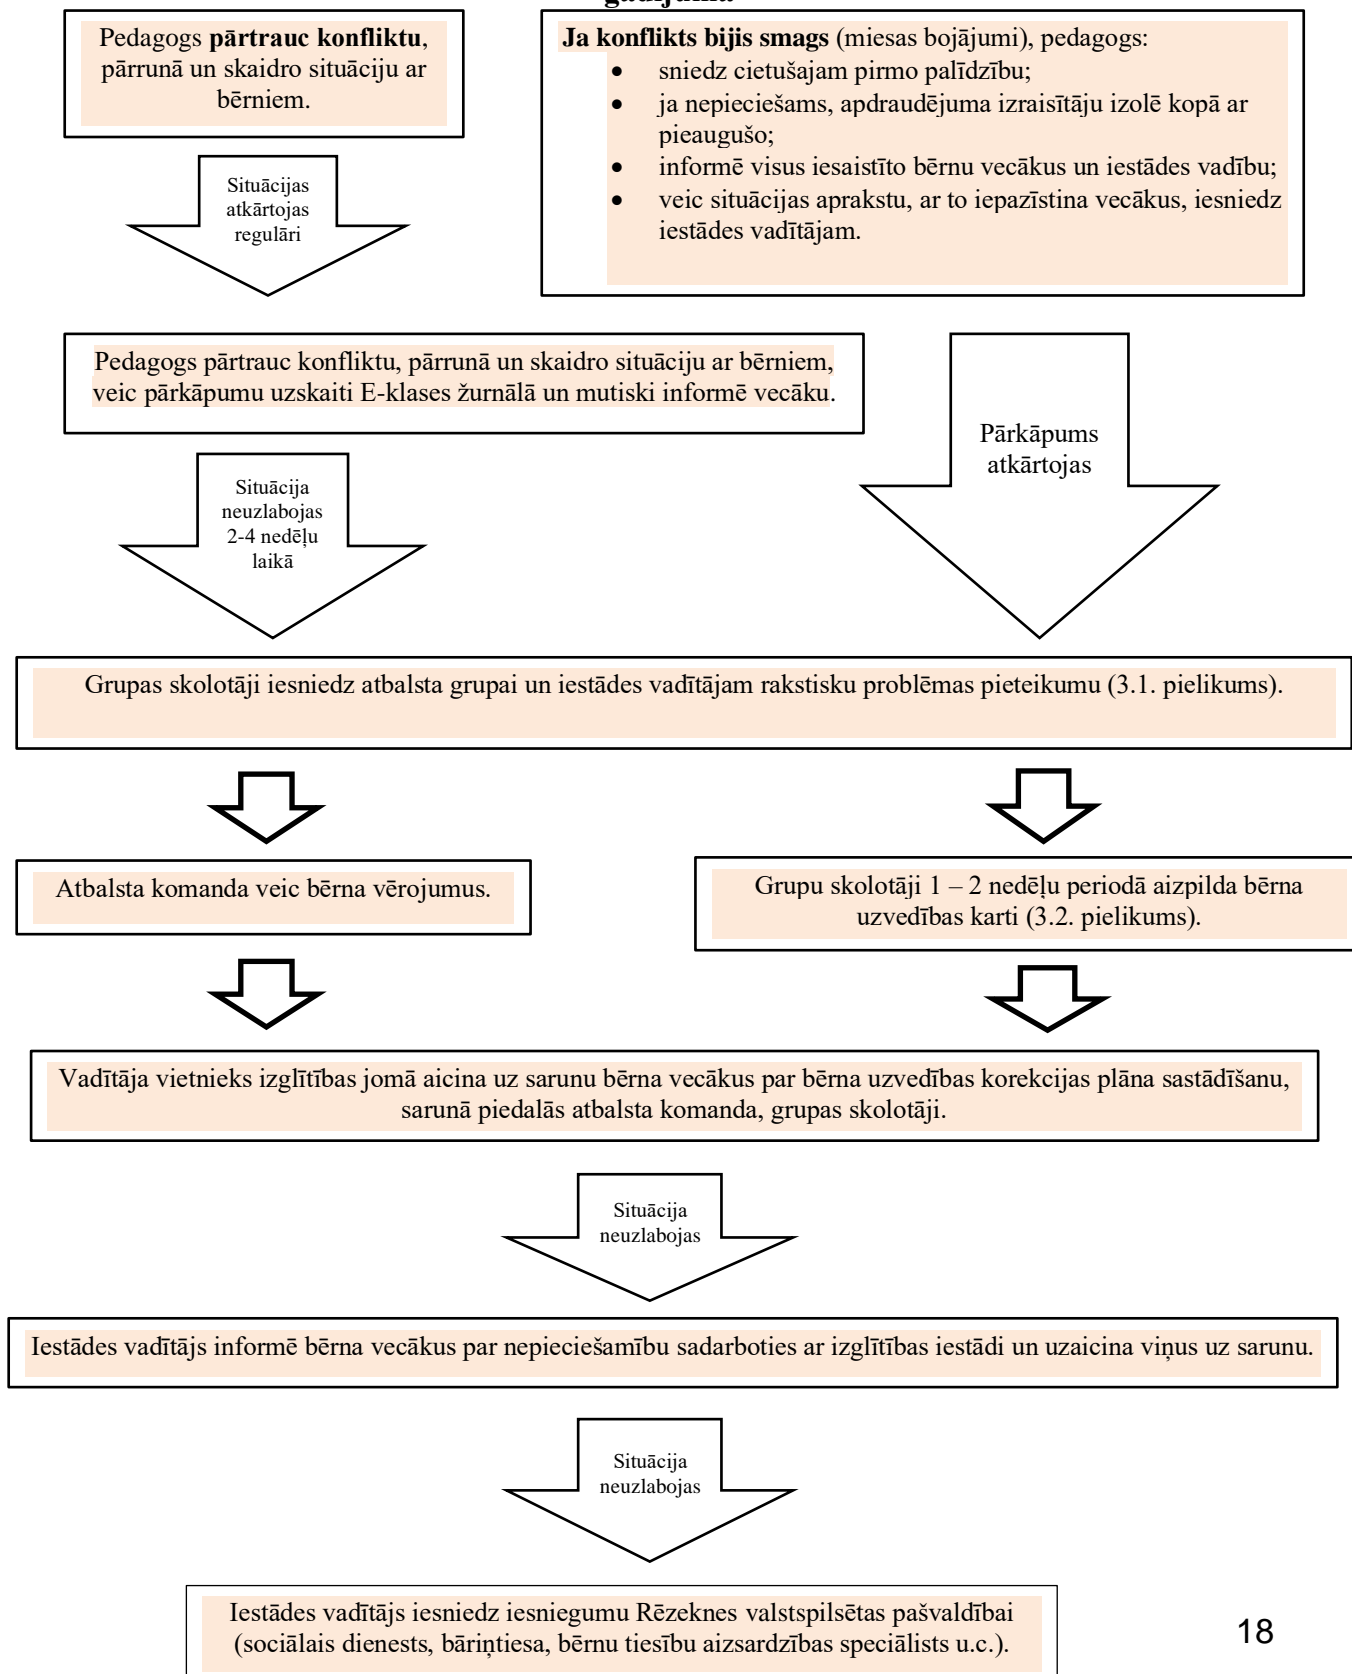 Pedagogs pārtrauc konfliktu,
pārrunā un skaidro situāciju ar
bērniem.
Ja konflikts bijis smags (miesas bojājumi), pedagogs:
• sniedz cietušajam pirmo palīdzību;
• ja nepieciešams, apdraudējuma izraisītāju izolē kopā ar
pieaugušo;
• informē visus iesaistīto bērnu vecākus un iestādes vadību;
• veic situācijas aprakstu, ar to iepazīstina vecākus, iesniedz
iestādes vadītājam.
Situācijas
atkārtojas
regulāri
Pedagogs pārtrauc konfliktu, pārrunā un skaidro situāciju ar bērniem,
veic pārkāpumu uzskaiti E-klases žurnālā un mutiski informē vecāku.
Pārkāpums
atkārtojas
Situācija
neuzlabojas
2-4 nedēļu
laikā
Grupas skolotāji iesniedz atbalsta grupai un iestādes vadītājam rakstisku problēmas pieteikumu (3.1. pielikums).
Atbalsta komanda veic bērna vērojumus.
Grupu skolotāji 1 – 2 nedēļu periodā aizpilda bērna
uzvedības karti (3.2. pielikums).
Vadītāja vietnieks izglītības jomā aicina uz sarunu bērna vecākus par bērna uzvedības korekcijas plāna sastādīšanu,
sarunā piedalās atbalsta komanda, grupas skolotāji.
Situācija
neuzlabojas
Iestādes vadītājs informē bērna vecākus par nepieciešamību sadarboties ar izglītības iestādi un uzaicina viņus uz sarunu.
Situācija
neuzlabojas
Iestādes vadītājs iesniedz iesniegumu Rēzeknes valstspilsētas pašvaldībai
(sociālais dienests, bāriņtiesa, bērnu tiesību aizsardzības speciālists u.c.).
18